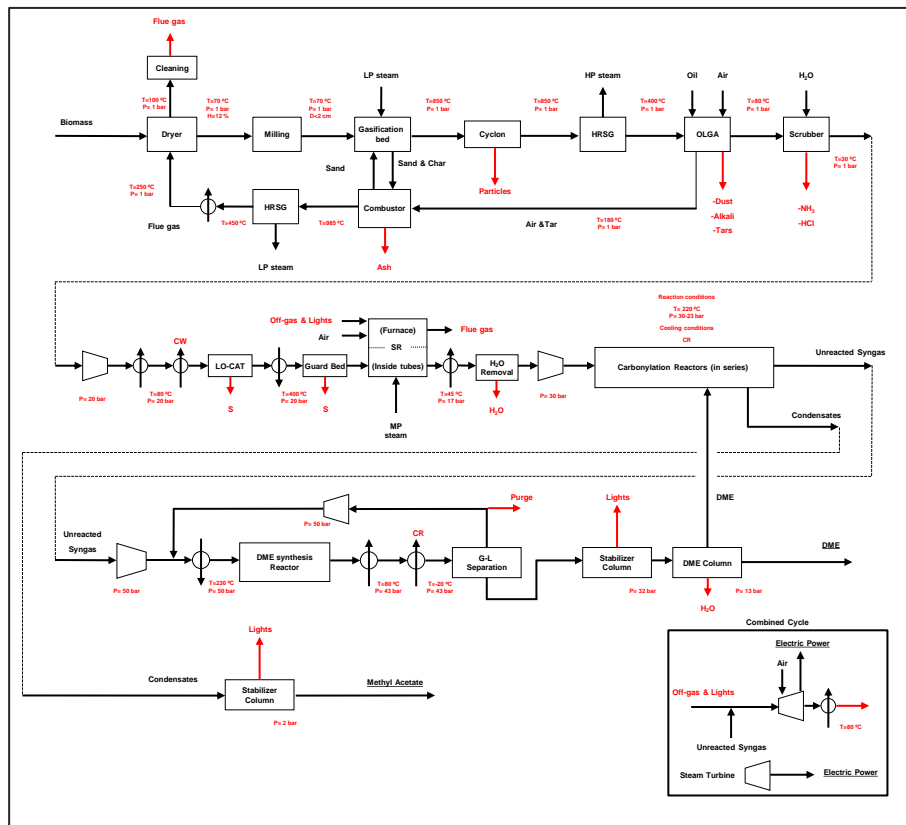 Flue gas
Cleaning
T=100 ºC
P= 1 bar
T=70 ºC
P= 1 bar
H=12 %
Biomass
Dryer
Milling
T=70 ºC
P= 1 bar
D<2 cm
LP steam
Gasification
bed
T=850 ºC
P= 1 bar
Cyclon
Particles
T=850 ºC
P= 1 bar
HP steam
HRSG
T=400 ºC
P= 1 bar
Oil
Air
OLGA
T=80 ºC
P= 1 bar
H2O
Scrubber
T=30 ºC
P= 1 bar
Sand
Sand & Char
T=250 ºC
P= 1 bar
Flue gas
T=450 ºC
HRSG
LP steam
T=985 ºC
Combustor
Ash
Air &Tar
T=180 ºC
P= 1 bar
-Dust
-Alkali
-Tars
-NH3
-HCl
P= 20 bar
T=80 ºC
P= 20 bar
CW
LO-CAT
S
T=400 ºC
P= 20 bar
Guard Bed
S
Off-gas & Lights
Air
(Furnace)
SR
(Inside tubes)
MP
steam
Flue gas
T=45 ºC
P= 17 bar
H2O
Removal
H2O
P= 30 bar
Reaction conditions
T= 220ºC
P= 30-23 bar
Cooling conditions
CR
Carbonylation Reactors (in series)
Unreacted Syngas
Condensates
DME
Unreacted
Syngas
P= 50 bar
P= 50 bar
T=230 ºC
P= 50 bar
DME synthesis
Reactor
T=80 ºC
P= 43 bar
CR
T=-20 ºC
P= 43 bar
G-L
Separation
Purge
Lights
Stabilizer
Column
P= 32 bar
DME Column
H2O
P= 13 bar
DME
Lights
Condensates
Stabilizer
Column
P= 2 bar
Methyl Acetate
Combined Cycle
Electric Power
Air
Off-gas & Lights
T=80 ºC
Unreacted Syngas
Steam Turbine
Electric Power